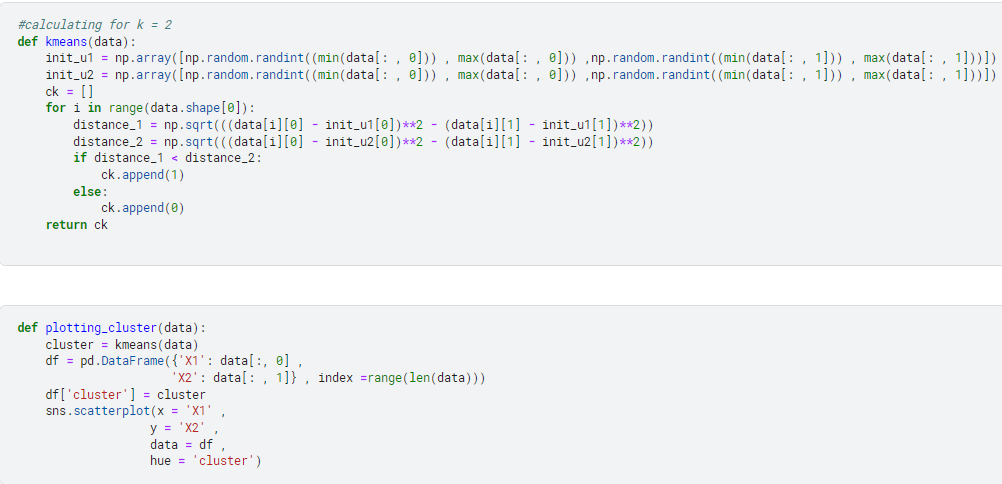 #calculating for k = 2
def kmeans(data):
    init_u1 = np.array([np.random.randint((min(data[: , 0])) , max(data[: , 0])) ,np.random.randint((min(data[: , 1])) , max(data[: , 1]))])
    init_u2 = np.array([np.random.randint((min(data[: , 0])) , max(data[: , 0])) ,np.random.randint((min(data[: , 1])) , max(data[: , 1]))])
    ck = []
    for i in range(data.shape[0]):
        distance_1 = np.sqrt(((data[i][0] - init_u1[0])**2 - (data[i][1] - init_u1[1])**2))
        distance_2 = np.sqrt(((data[i][0] - init_u2[0])**2 - (data[i][1] - init_u2[1])**2))
        if distance_1 < distance_2:
            ck.append(1)
        else:
            ck.append(0)
    return ck
def plotting_cluster(data):
    cluster = kmeans(data)
    df = pd.DataFrame({'X1': data[:, 0] ,
                      'X2': data[: , 1]} , index =range(len(data)))
    df['cluster'] = cluster
    sns.scatterplot(x = 'X1' ,
                   y = 'X2' ,
                   data = df ,
                   hue = 'cluster')